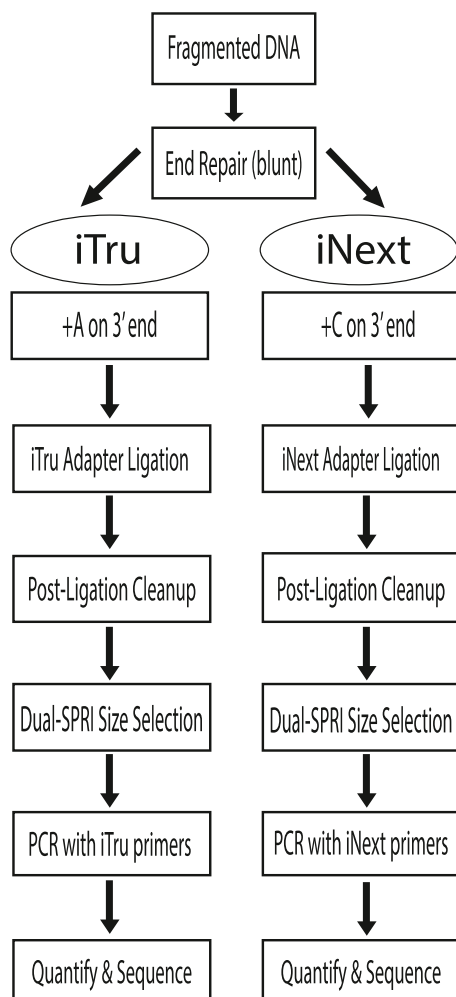 Fragmented DNA
End Repair (blunt)
iTru
+A on 3' end
iTru Adapter Ligation
Post-Ligation Cleanup
Dual-SPRI Size Selection
PCR with iTru primers
Quantify & Sequence
iNext
+C on 3' end
iNext Adapter Ligation
Post-Ligation Cleanup
Dual-SPRI Size Selection
PCR with iNext primers
Quantify & Sequence